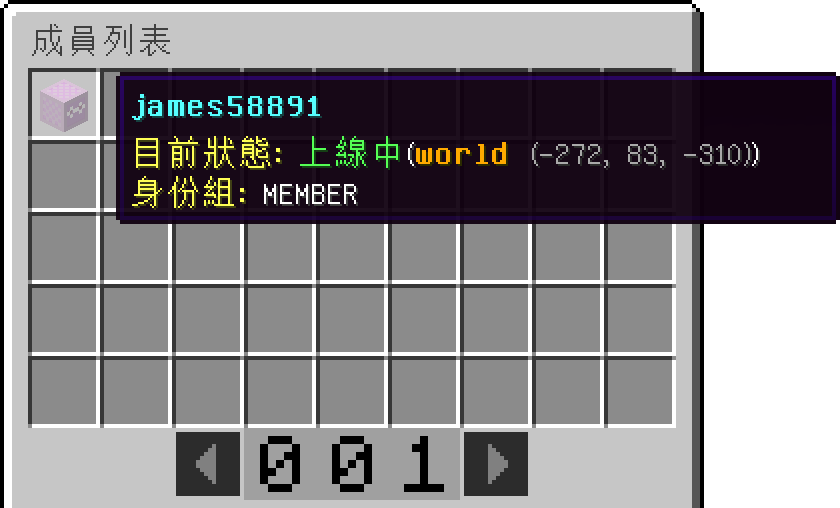 成員列表
james58891
目前狀態: 上線中(world (-272, 83, -310))
身份組: MEMBER
001